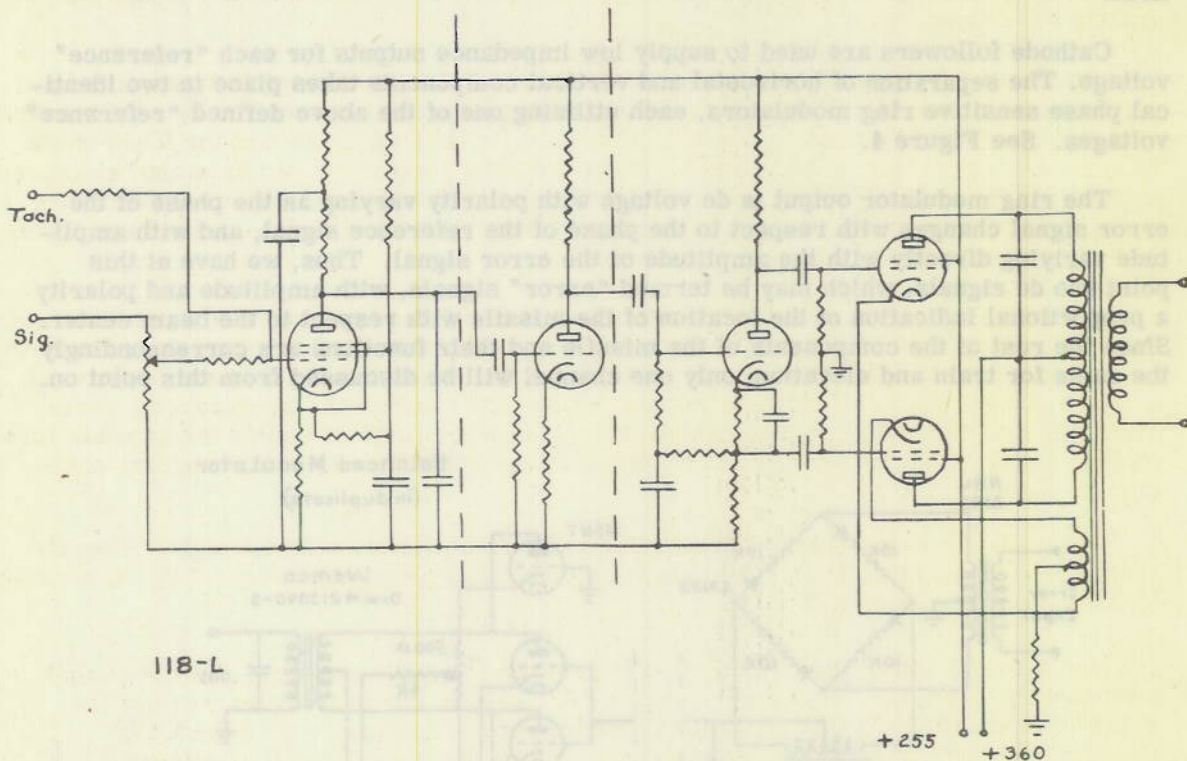 Cathode followers are used to supply low impedance outputs for each “reference”
voltage. The separation of horizontal and vertical components takes place in two identi-
cal phase sensitive ring modulators, each utilizing one of the above defined “reference”
voltages. See Figure 4.
The ring modulator output is dc voltage with polarity varying as the phase of the
error signal changes with respect to the phase of the reference signal, and with ampli-
tude varying directly with the amplitude of the error signal. Thus, we have at this
point two dc signals which may be termed “error” signals, with amplitude and polarity
a proportional indication of the location of the missile with respect to the beam center.
the rest of the components of the missile and their functions are correspondingly
the same for train and elevation only one channel will be discussed from this point on.
Tach.
Sig.
Balanced Modulator
(in duplicate)
118-L
+255
+360